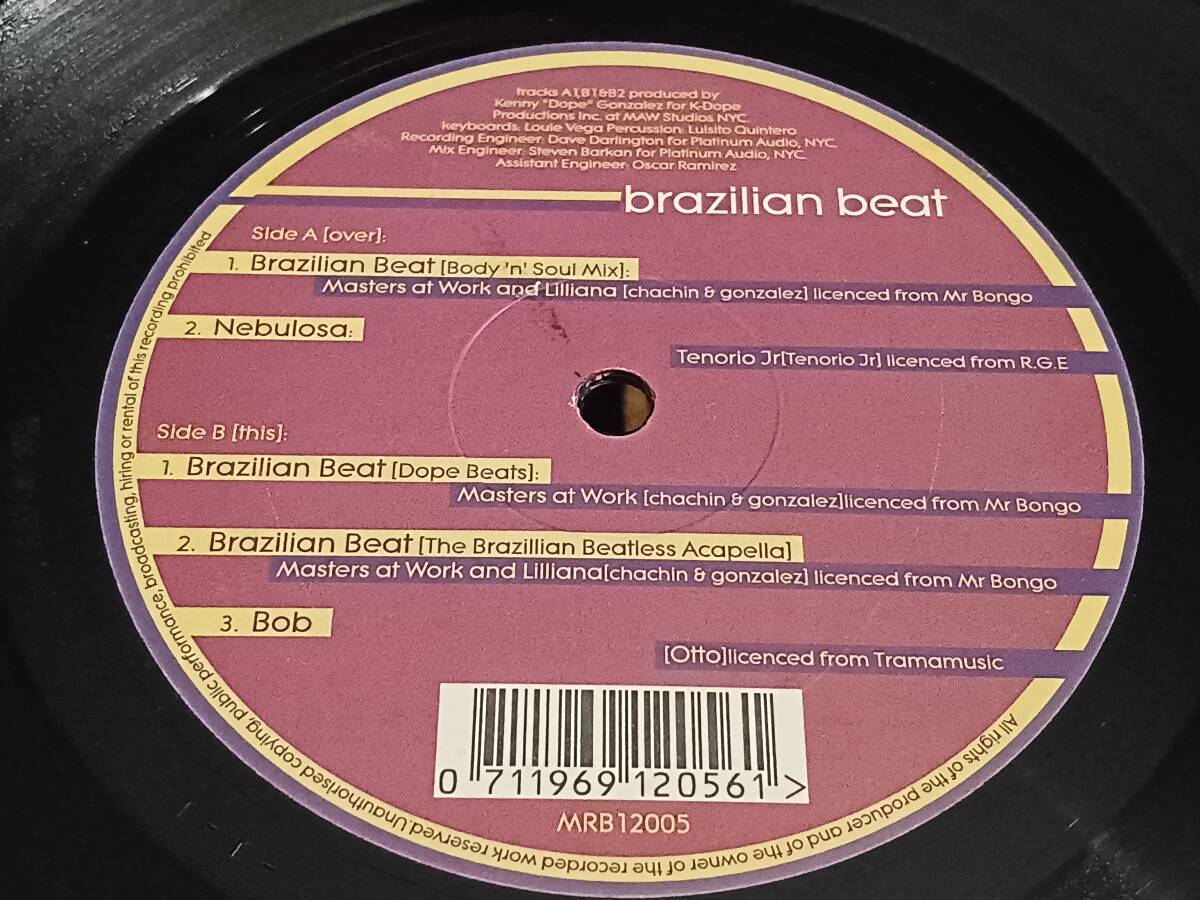 tracks A1,B1&B2 produced by
Kenny "Dope" Gonzalez for K-Dope
Productions Inc. at MAW Studios NYC.
keyboards: Louie Vega Percussion: Luisito Quintero
Recording Engineer: Dave Darlington for Platinum Audio, NYC.
Mix Engineer: Steven Barkan for Platinum Audio, NYC.
Assistant Engineer: Oscar Ramirez
brazilian beat
Side A [over]:
1. Brazilian Beat [Body 'n' Soul Mix]:
Masters at Work and Lilliana [chachin & gonzalez] licenced from Mr Bongo
2. Nebulosa:
Tenorio Jr[Tenorio Jr] licenced from R.G.E
Side B [this]:
1. Brazilian Beat [Dope Beats]:
Masters at Work [chachin & gonzalez]licenced from Mr Bongo
2. Brazilian Beat [The Brazillian Beatless Acapella]
Masters at Work and Lilliana[chachin & gonzalez] licenced from Mr Bongo
3. Bob
[Otto]licenced from Tramamusic
0 711969 120561 >
MRB12005
All rights of the producer and of the owner of the recorded work reserved.Unauthorised copying, public performance, broadcasting, hiring or rental of this recording prohibited